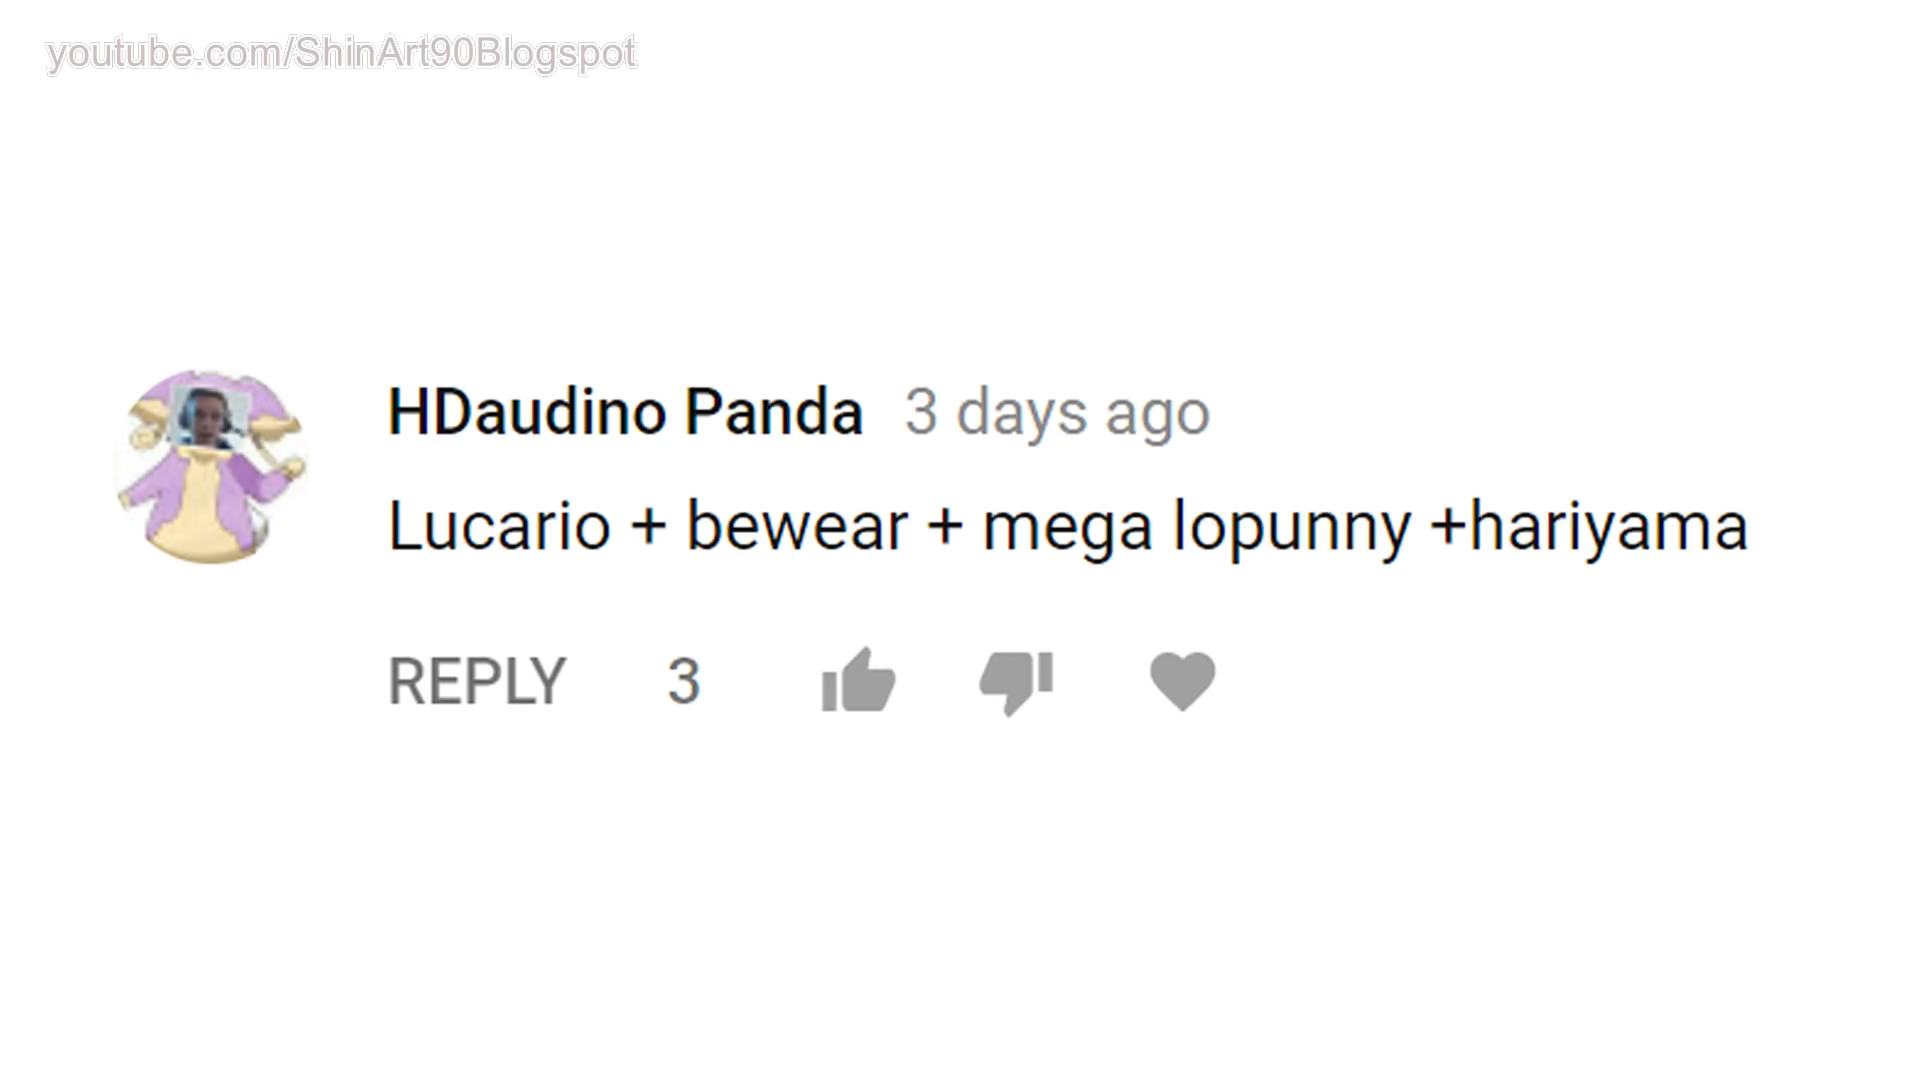 youtube.com/ShinArt90Blogspot
HDaudino Panda 3 days ago
Lucario + bewear + mega lopunny +hariyama
REPLY 3